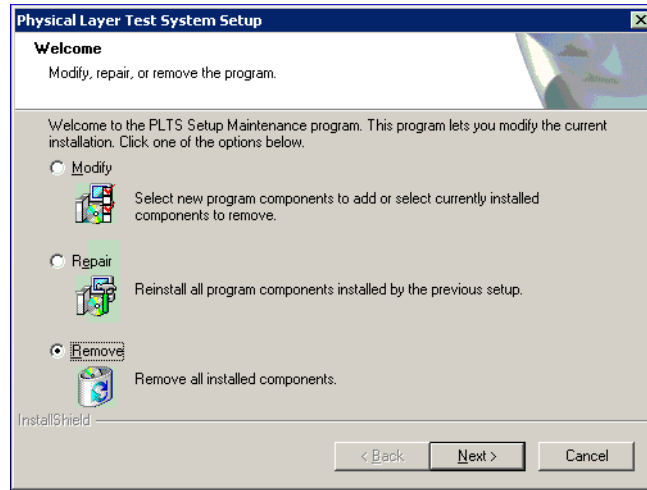 Physical Layer Test System Setup
Welcome
Modify, repair, or remove the program.
Welcome to the PLTS Setup Maintenance program. This program lets you modify the current
installation. Click one of the options below.
Modify
Select new program components to add or select currently installed
components to remove.
Repair
Reinstall all program components installed by the previous setup.
Remove
Remove all installed components.
InstallShield
< Back
Next >
Cancel